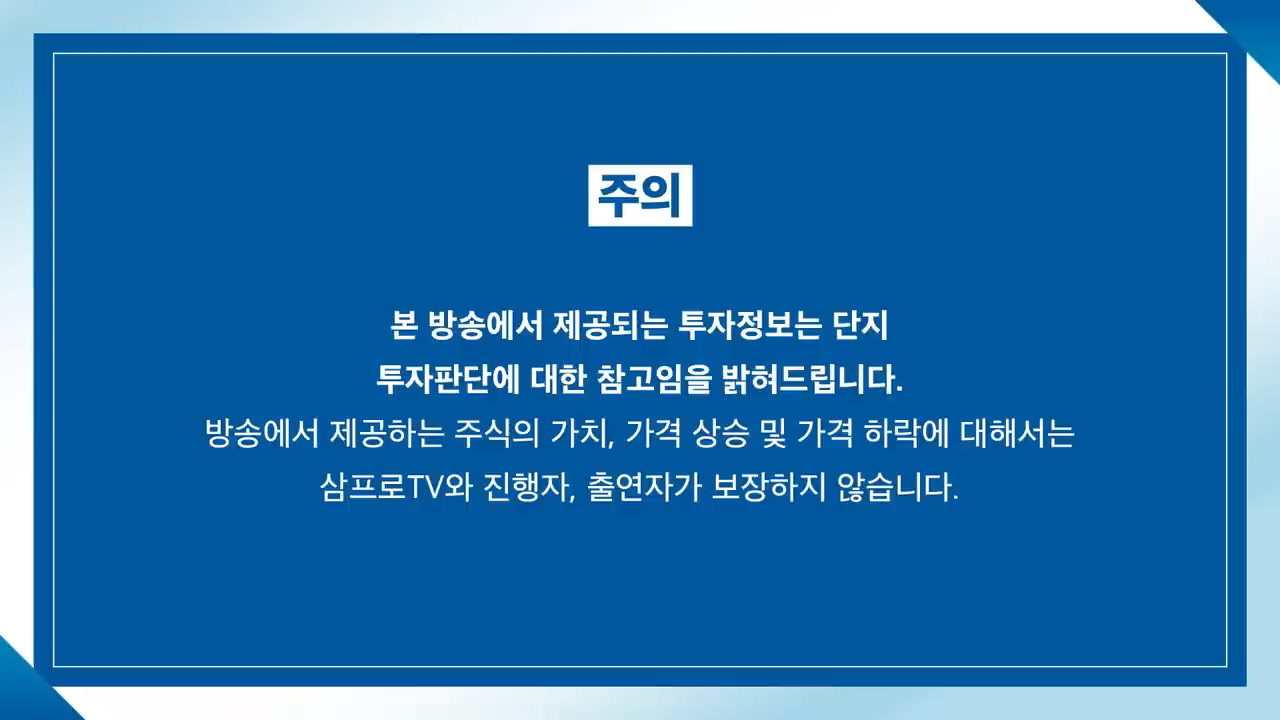 주의
본 방송에서 제공되는 투자정보는 단지
투자판단에 대한 참고임을 밝혀드립니다.
방송에서 제공하는 주식의 가치, 가격 상승 및 가격 하락에 대해서는
삼프로TV와 진행자, 출연자가 보장하지 않습니다.